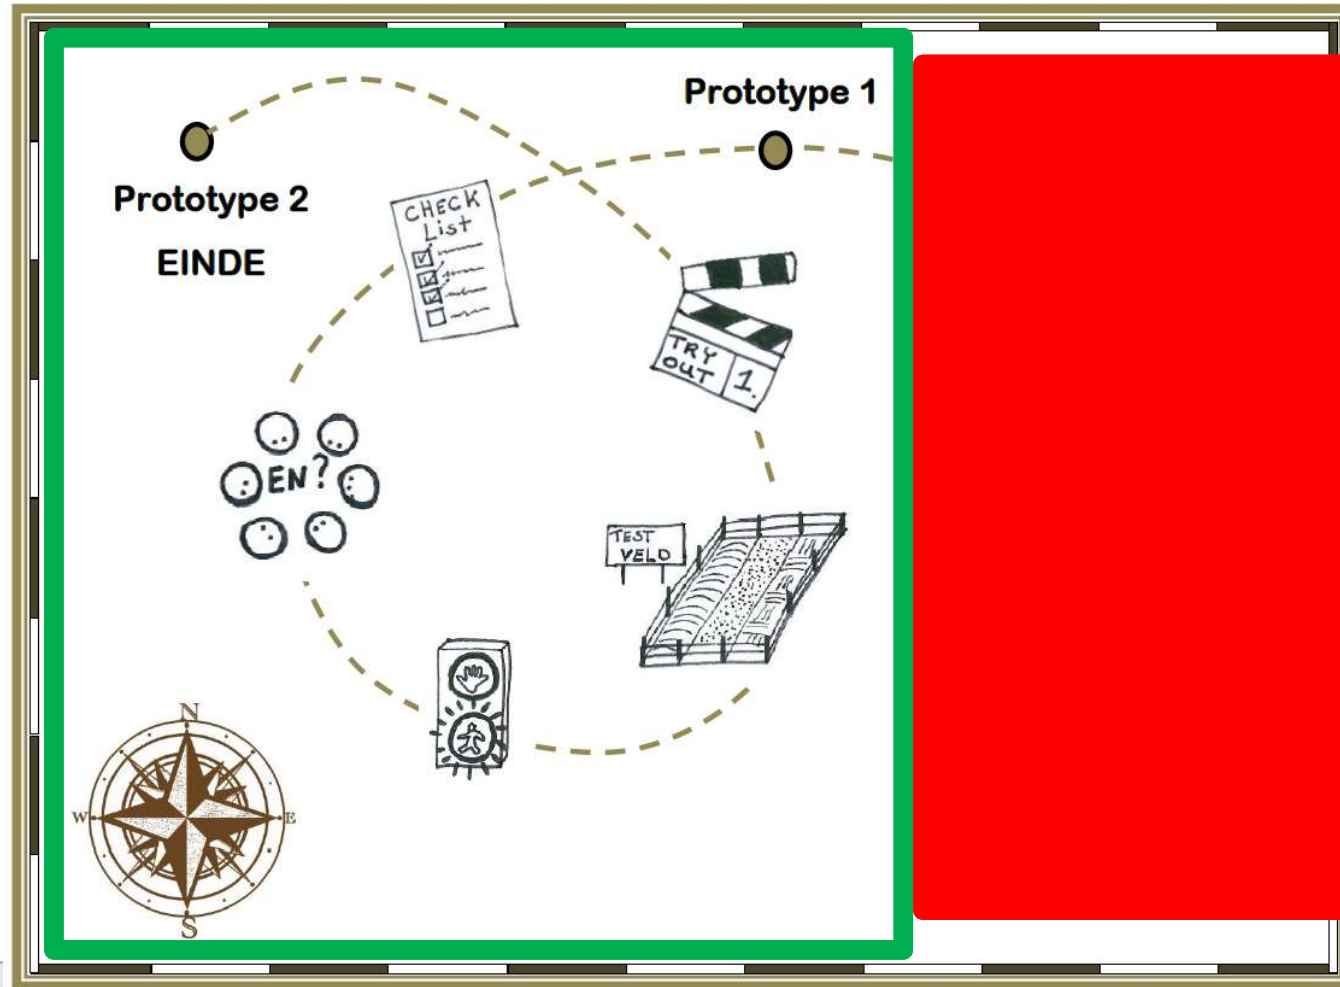 Prototype 1
Prototype 2
EINDE
CHECK
List
TRY
OUT 1.
EN?
TEST
VELD
N
W E
S